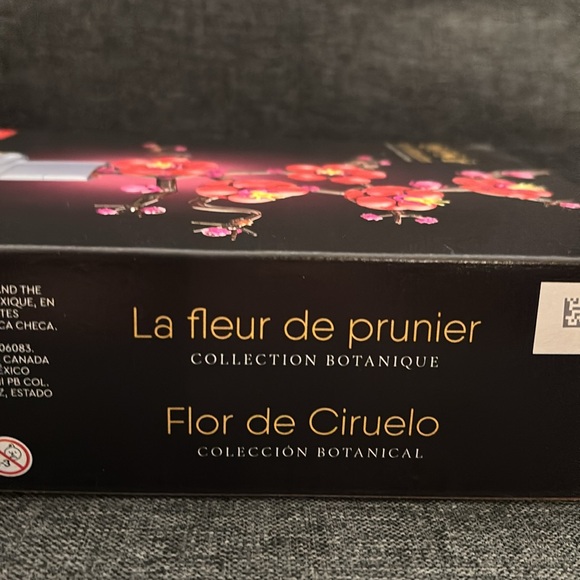 AND THE
XIQUE, EN
TES
CA CHECA.
06083.
CANADA
ÉXICO
PB COL.
Z, ESTADO
La fleur de prunier
COLLECTION BOTANIQUE
Flor de Ciruelo
COLECCIÓN BOTANICAL